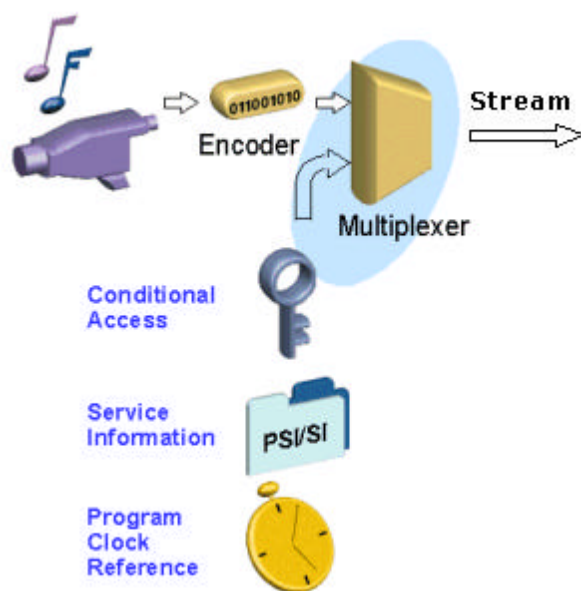 011001010
Encoder
Stream
Multiplexer
Conditional
Access
Service
Information
PSI/SI
Program
Clock
Reference